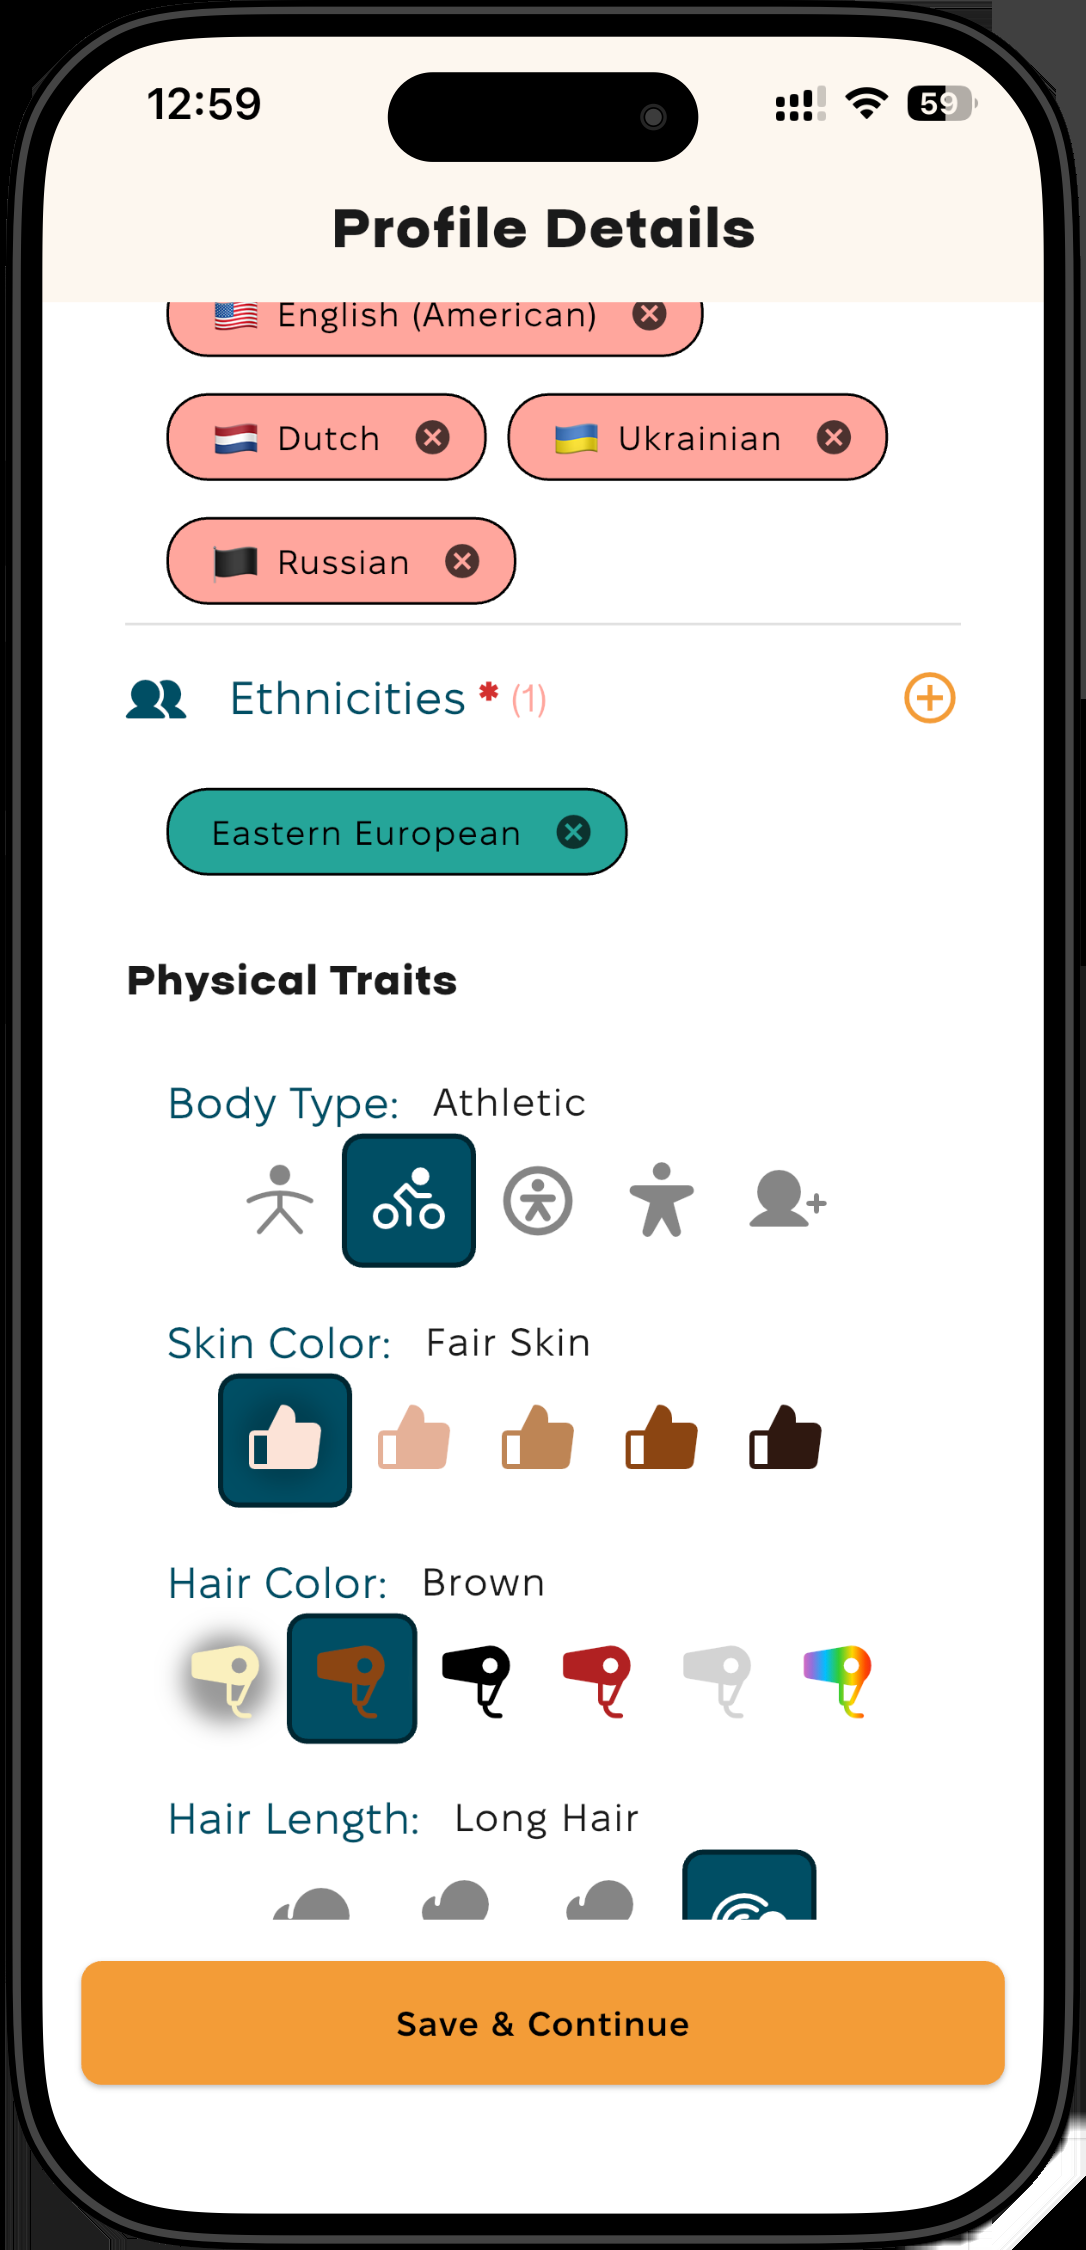 12:59
59
Profile Details
English (American)
Dutch Ukrainian
Russian
Ethnicities * (1)
Eastern European
Physical Traits
Body Type: Athletic
Skin Color: Fair Skin
Hair Color: Brown
Hair Length: Long Hair
Save & Continue